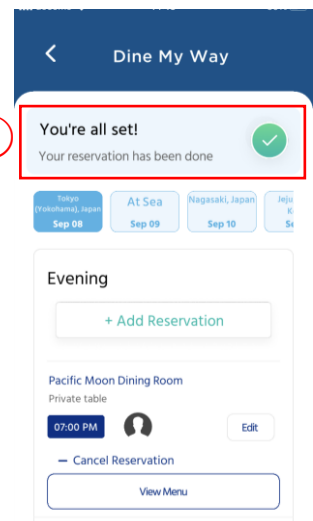 Dine My Way
You're all set!
Your reservation has been done
Tokyo
(Yokohama), Japan
Sep 08
At Sea
Sep 09
Nagasaki, Japan
Sep 10
Evening
+ Add Reservation
Pacific Moon Dining Room
Private table
07:00 PM
Edit
− Cancel Reservation
View Menu